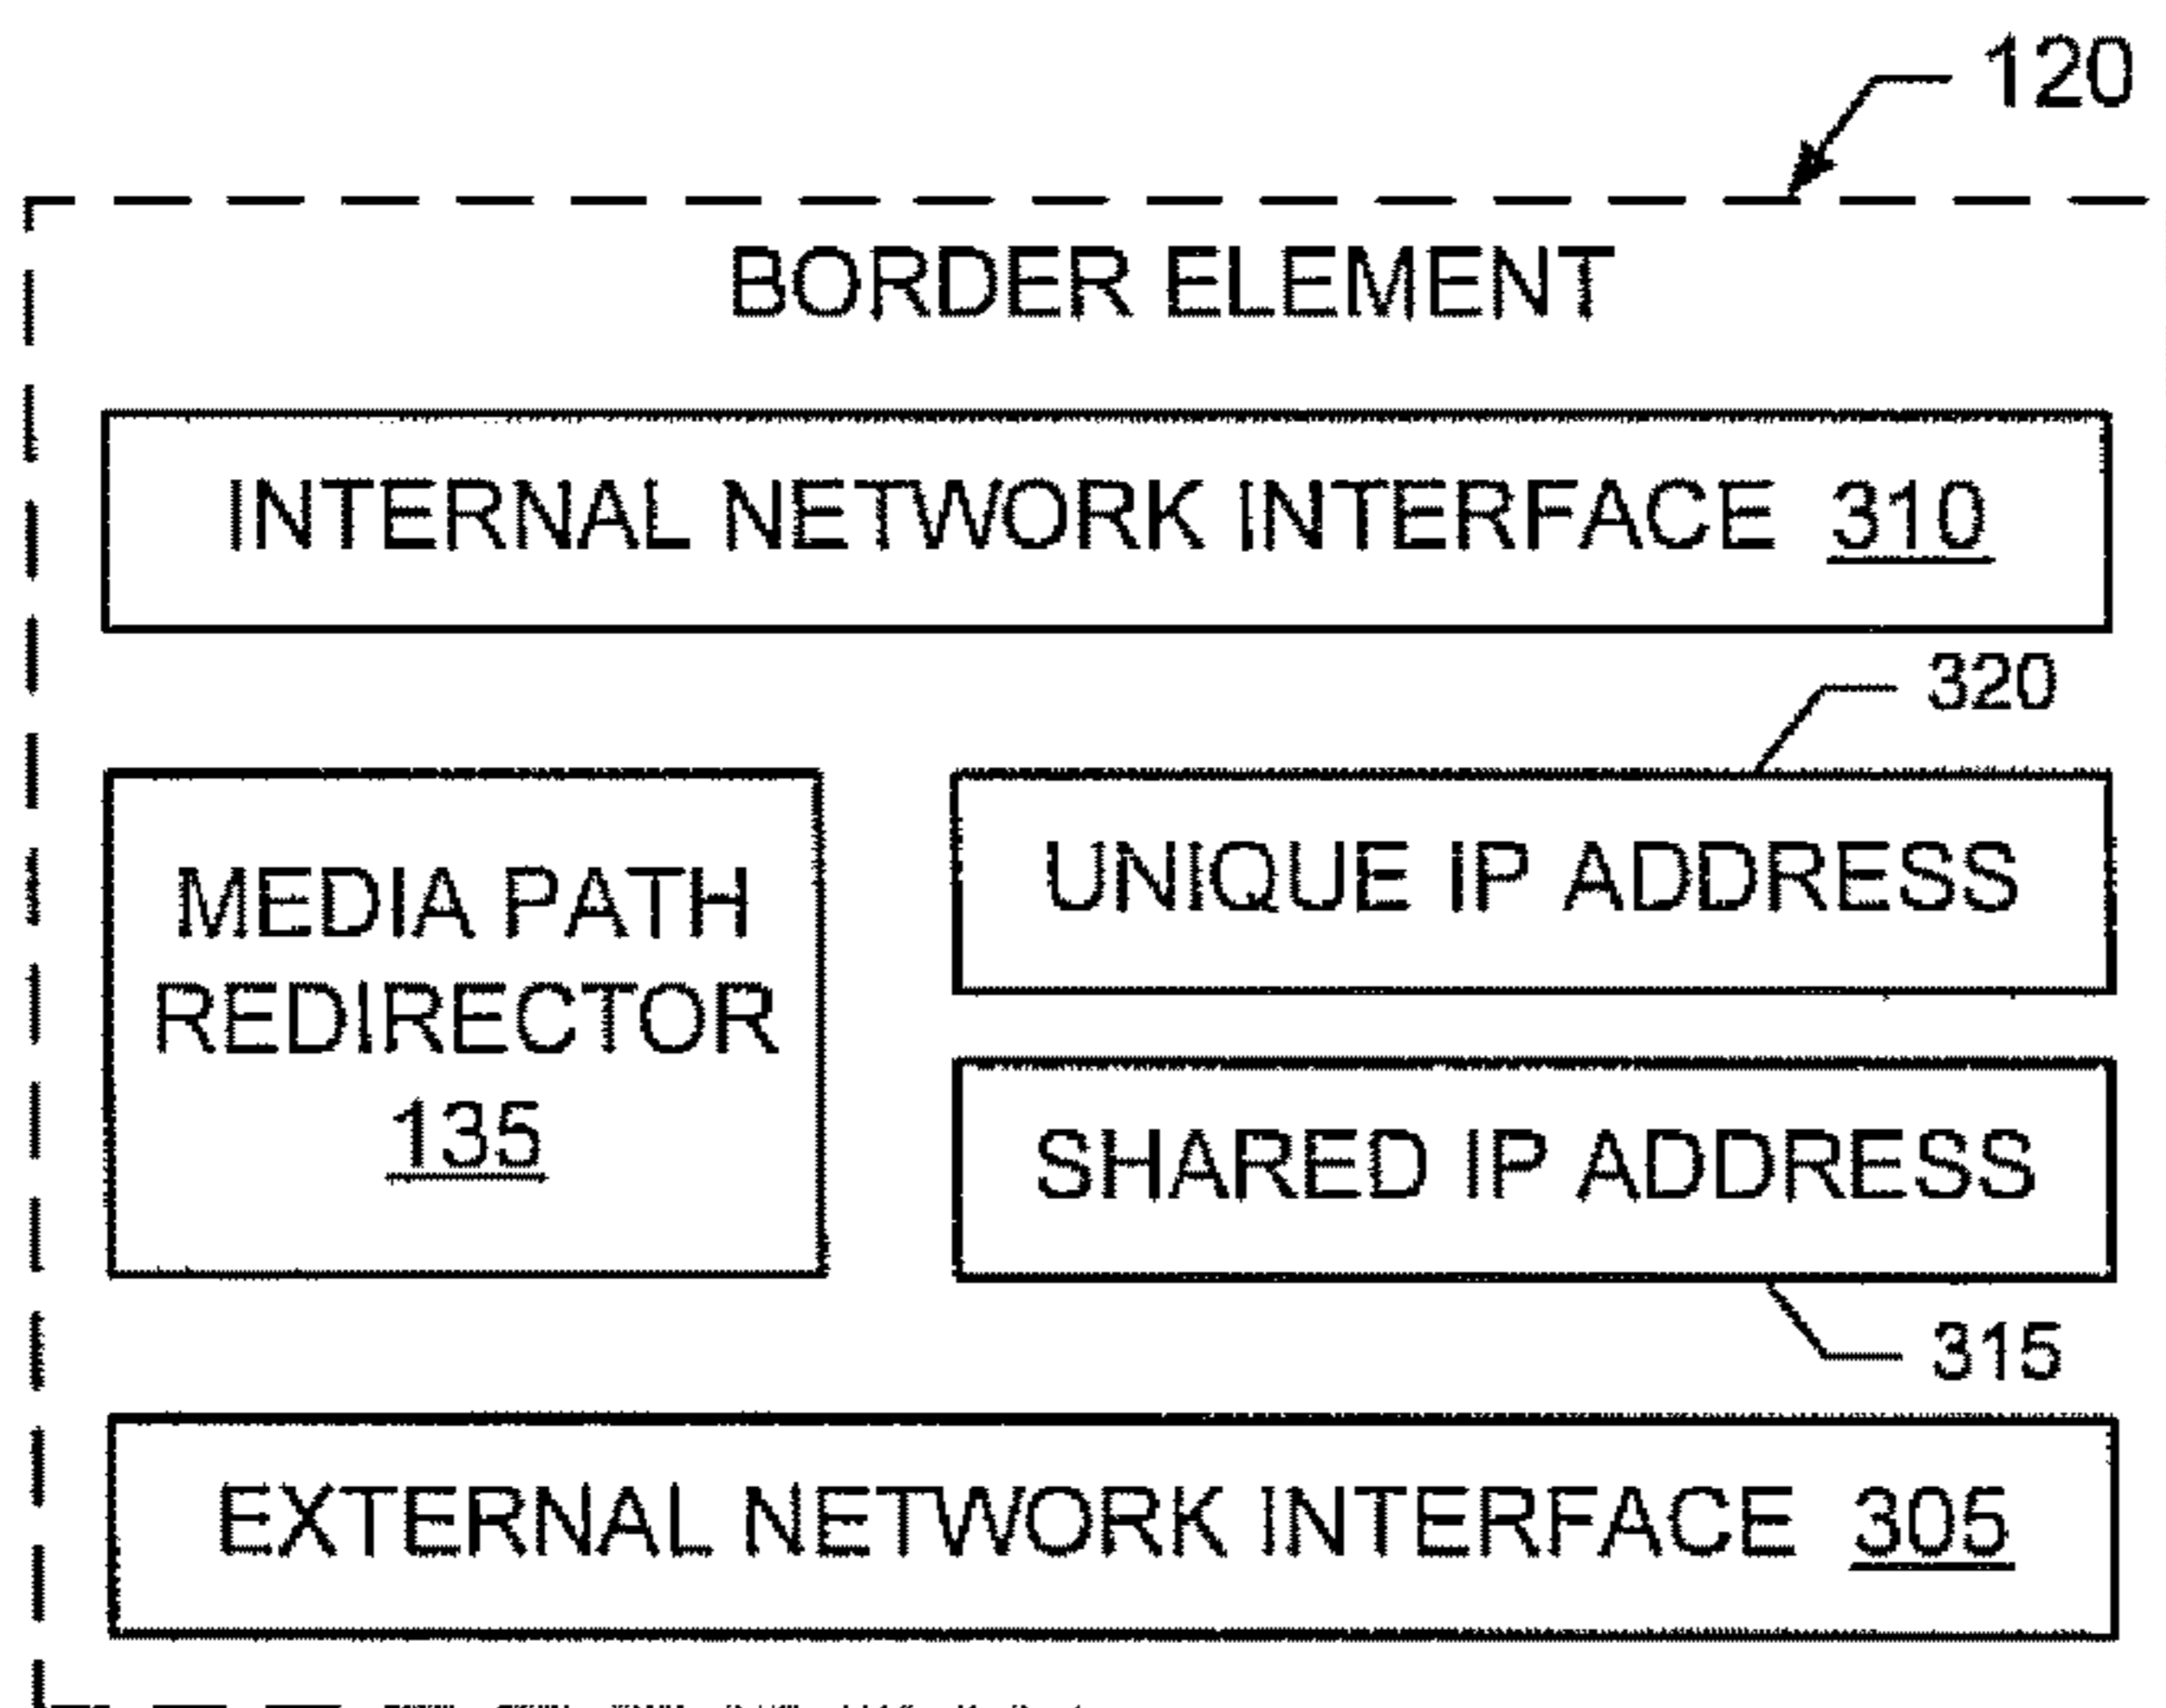 120
BORDER ELEMENT
INTERNAL NETWORK INTERFACE 310
320
MEDIA PATH
REDIRECTOR
135
UNIQUE IP ADDRESS
SHARED IP ADDRESS
315
EXTERNAL NETWORK INTERFACE 305